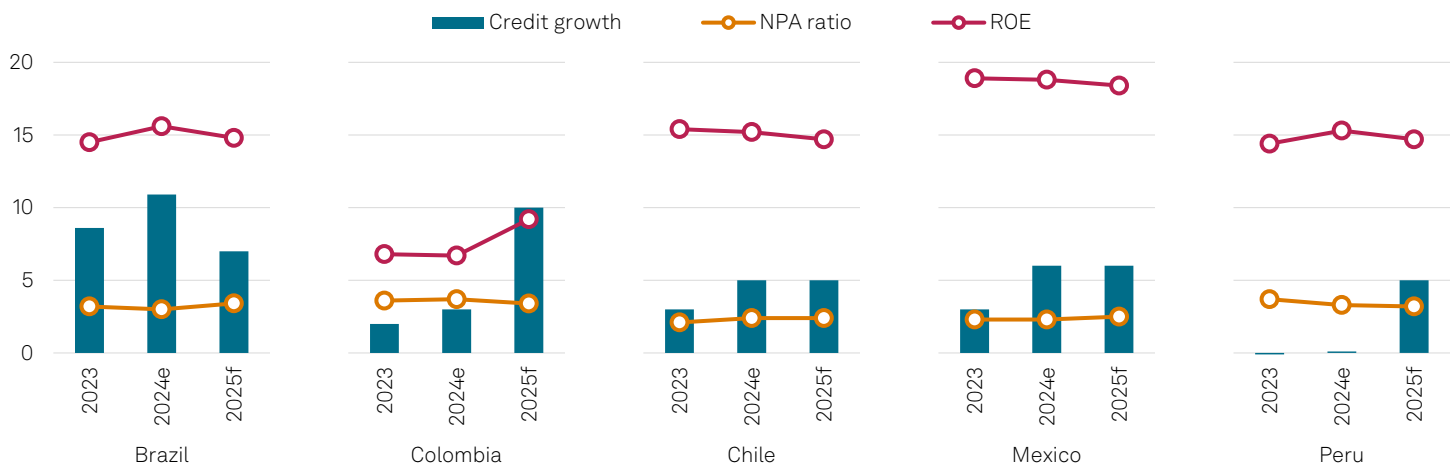 Credit growth NPA ratio ROE
20
15
10
5
0
2023 2024e 2025f 2023 2024e 2025f 2023 2024e 2025f 2023 2024e 2025f 2023 2024e 2025f
Brazil Colombia Chile Mexico Peru